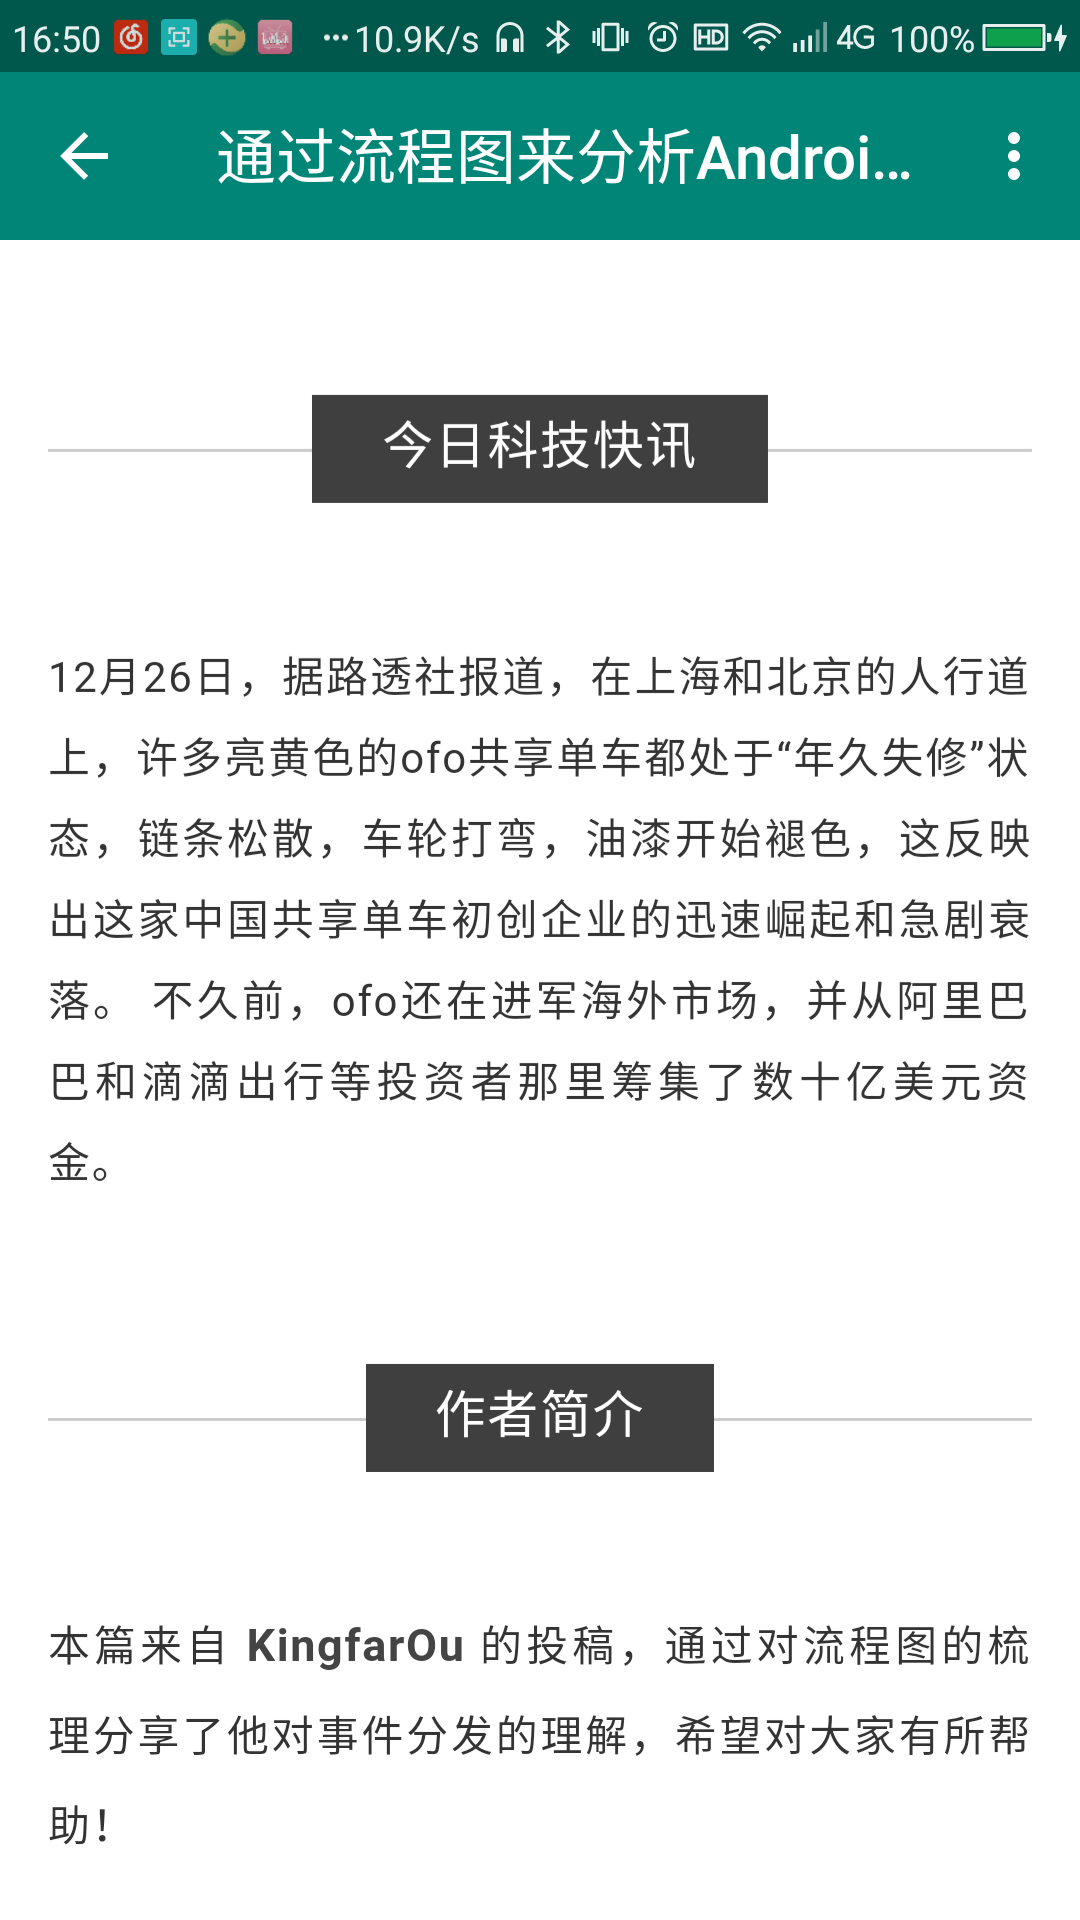 16:50 ···10.9K/s HD 4G 100%
通过流程图来分析Androi...
今日科技快讯
12月26日，据路透社报道，在上海和北京的人行道
上，许多亮黄色的ofo共享单车都处于“年久失修”状
态，链条松散，车轮打弯，油漆开始褪色，这反映
出这家中国共享单车初创企业的迅速崛起和急剧衰
落。 不久前，ofo还在进军海外市场，并从阿里巴
巴和滴滴出行等投资者那里筹集了数十亿美元资
金。
作者简介
本篇来自 KingfarOu 的投稿，通过对流程图的梳
理分享了他对事件分发的理解，希望对大家有所帮
助！